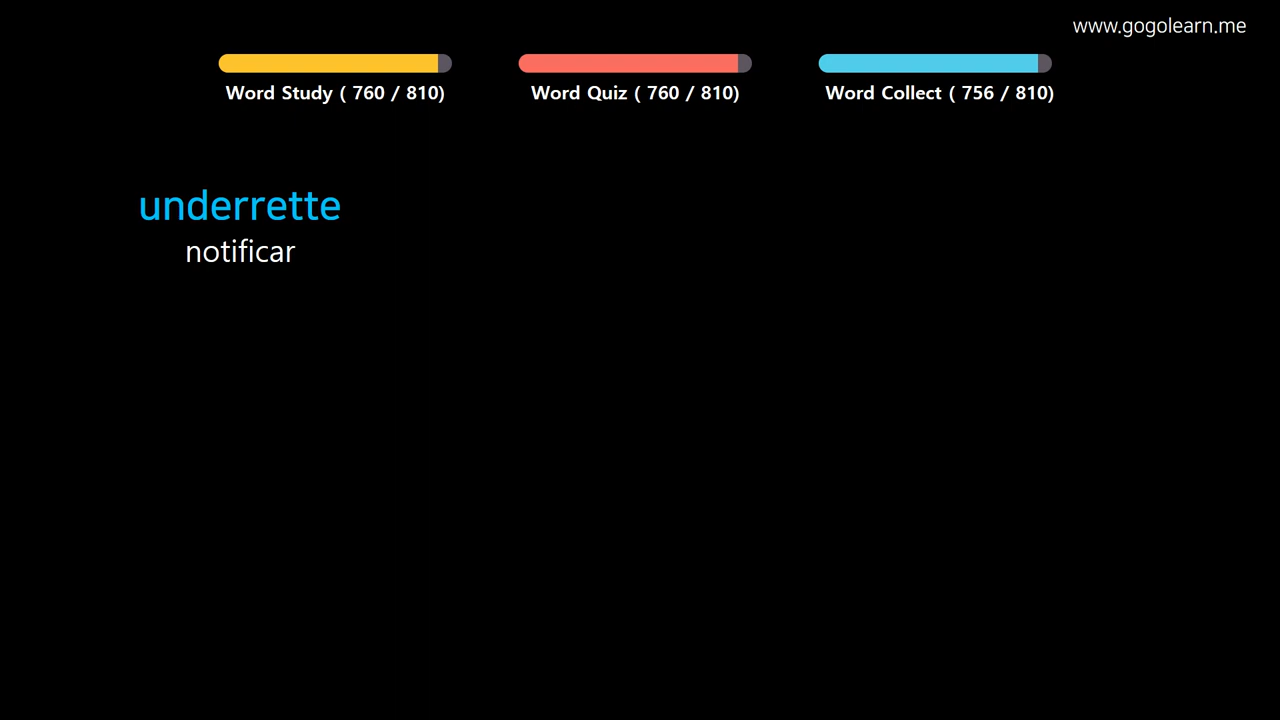 www.gogolearn.me
Word Study ( 760 / 810)
Word Quiz ( 760 / 810)
Word Collect ( 756 / 810)
underrette
notificar